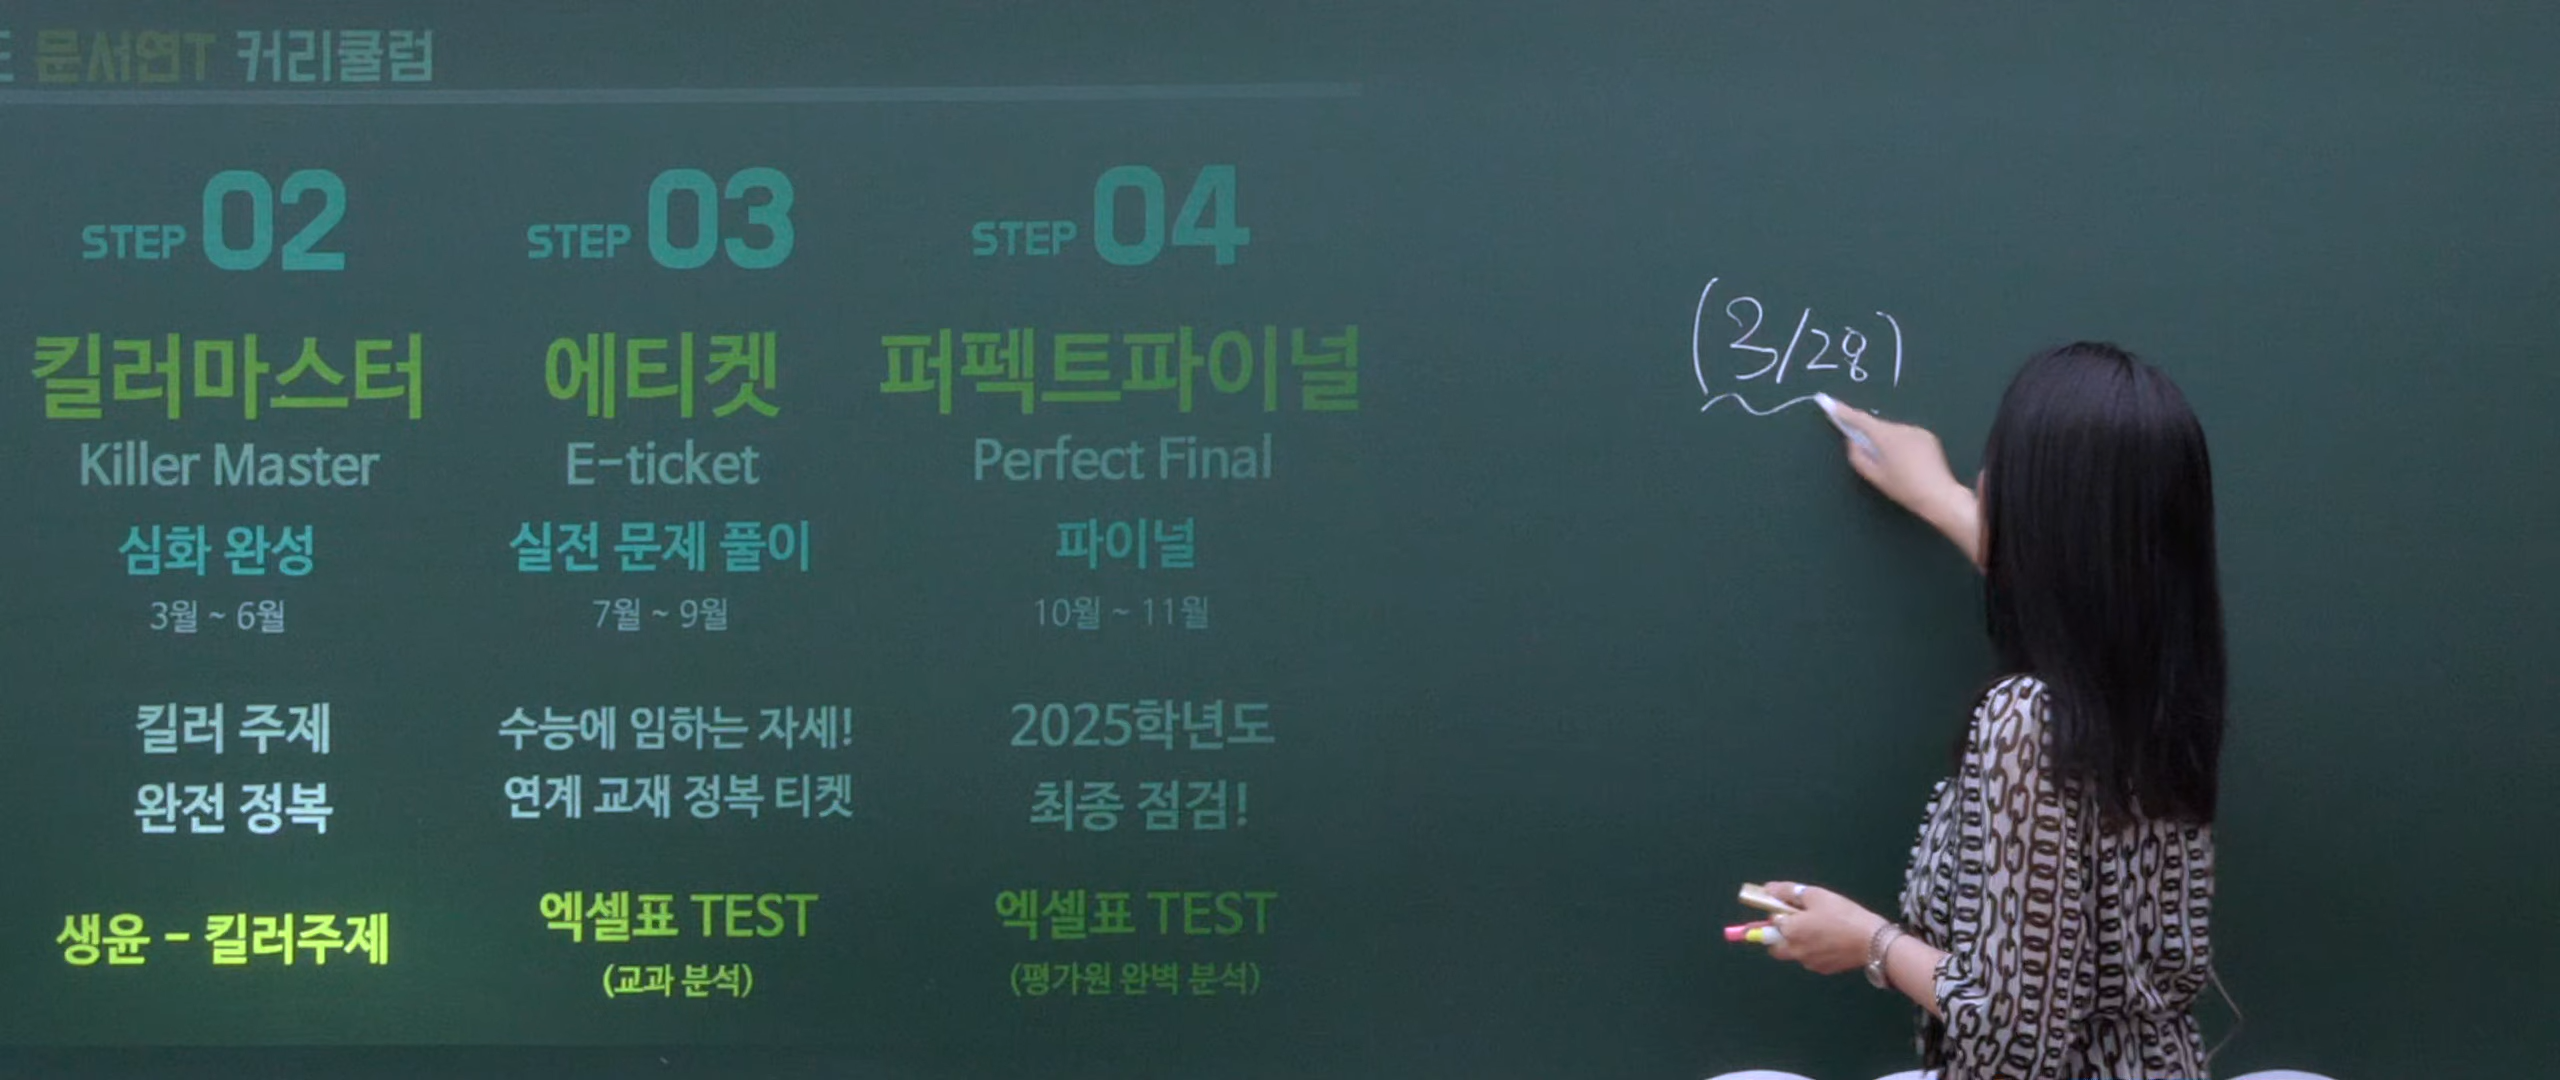 문서연T 커리큘럼
STEP 02
킬러마스터
Killer Master
심화 완성
3월 ~ 6월
킬러 주제
완전 정복
생윤 - 킬러주제
STEP 03
에티켓
E-ticket
실전 문제 풀이
7월 ~ 9월
수능에 임하는 자세!
연계 교재 정복 티켓
엑셀표 TEST
(교과 분석)
STEP 04
퍼펙트파이널
Perfect Final
파이널
10월 ~ 11월
2025학년도
최종 점검!
엑셀표 TEST
(평가원 완벽 분석)
(3/28)